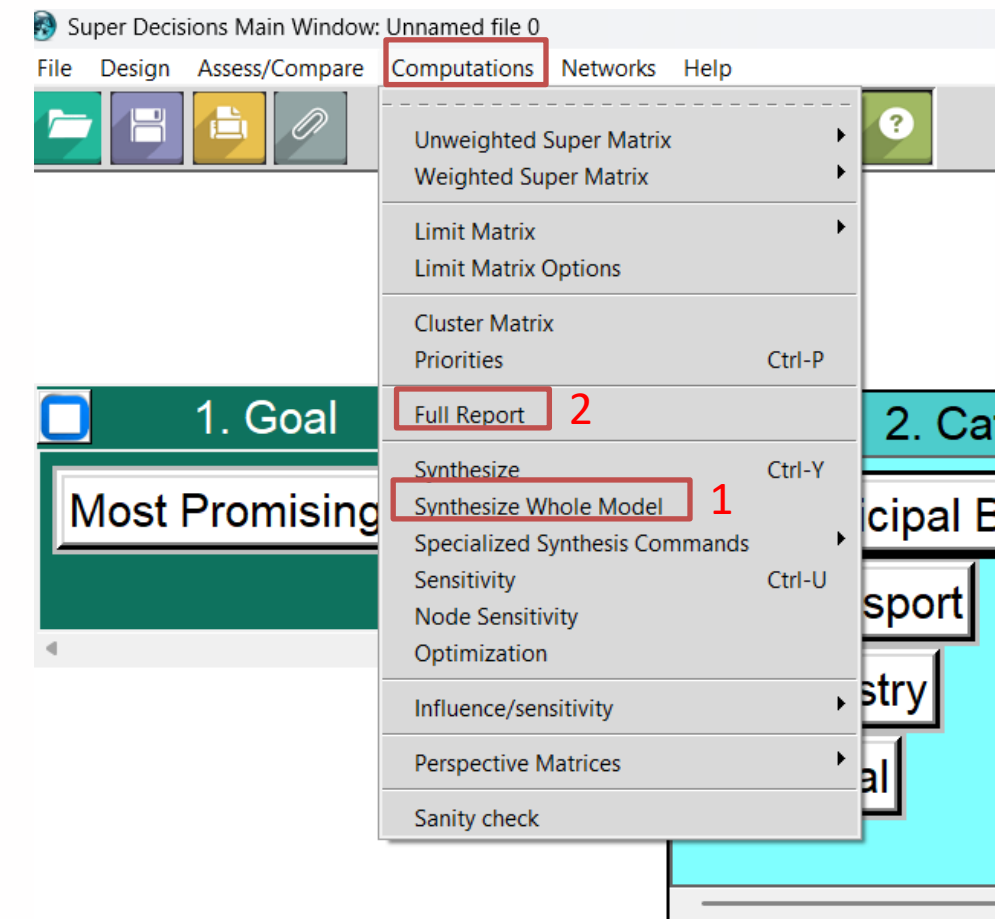 Super Decisions Main Window: Unnamed file 0
File Design Assess/Compare Computations Networks Help
?
Unweighted Super Matrix
Weighted Super Matrix
Limit Matrix
Limit Matrix Options
Cluster Matrix
Priorities Ctrl-P
Full Report 2
Synthesize Ctrl-Y
Synthesize Whole Model 1
Specialized Synthesis Commands
Sensitivity Ctrl-U
Node Sensitivity
Optimization
Influence/sensitivity
Perspective Matrices
Sanity check
1. Goal
Most Promising
2. Ca
icipal B
sport
stry
al